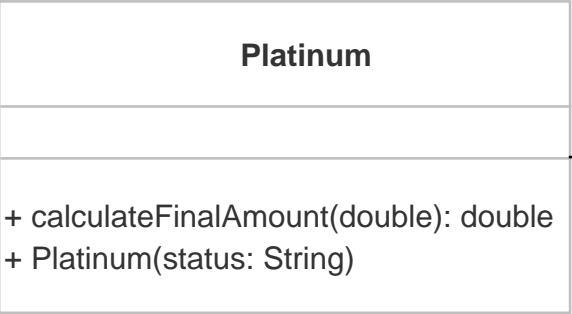 Platinum
+ calculateFinalAmount(double): double
+ Platinum(status: String)